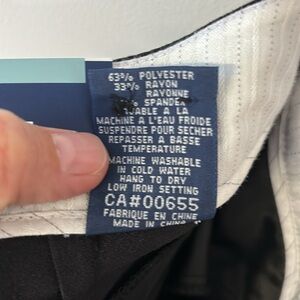 63% POLYESTER
33% RAYON
RAYONNE
% SPANDEX
MACHINE A L'EAU FROIDE
SUSPENDRE POUR SECHER
REPASSER A BASSE
TEMPERATURE
MACHINE WASHABLE
IN COLD WATER
HANG TO DRY
LOW IRON SETTING
CA#00655
FABRIQUE EN CHINE
MADE IN CHINA